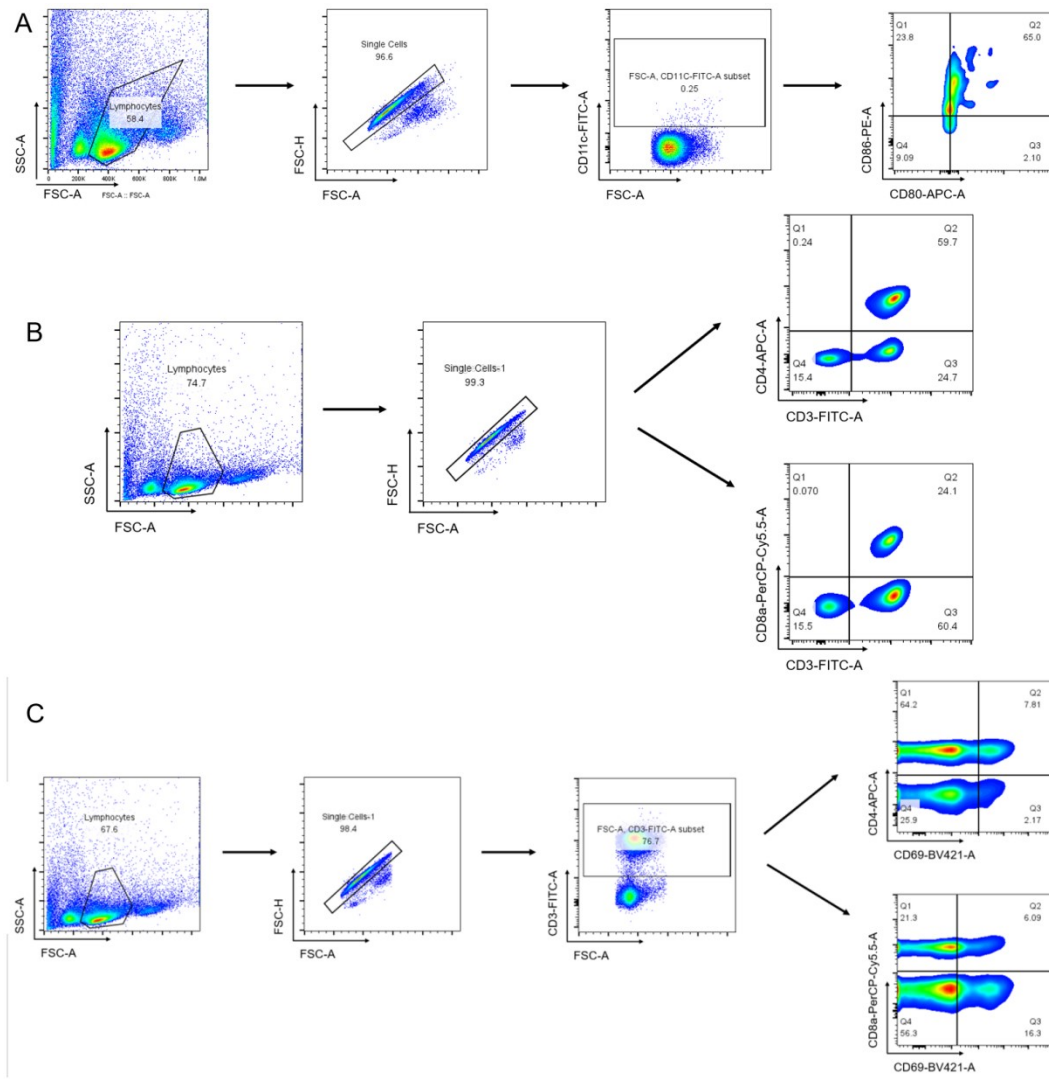 A
Lymphocytes
58.4
SSC-A
0 200K 400K 600K 800K 1.0M
FSC-A
FSC-A :: FSC-A
Single Cells
96.6
FSC-H
FSC-A
FSC-A, CD11C-FITC-A subset
0.25
CD11c-FITC-A
FSC-A
Q1
23.8
Q2
65.0
Q4
9.09
Q3
2.10
CD86-PE-A
CD80-APC-A
B
Lymphocytes
74.7
SSC-A
FSC-A
Single Cells-1
99.3
FSC-H
FSC-A
Q1
0.24
Q2
59.7
Q4
15.4
Q3
24.7
CD4-APC-A
CD3-FITC-A
Q1
0.070
Q2
24.1
Q4
15.5
Q3
60.4
CD8a-PerCP-Cy5.5-A
CD3-FITC-A
C
Lymphocytes
67.6
SSC-A
FSC-A
Single Cells-1
98.4
FSC-H
FSC-A
FSC-A, CD3-FITC-A subset
76.7
CD3-FITC-A
FSC-A
Q1
64.2
Q2
7.81
Q4
25.9
Q3
2.17
CD4-APC-A
CD69-BV421-A
Q1
21.3
Q2
6.09
Q4
56.3
Q3
16.3
CD8a-PerCP-Cy5.5-A
CD69-BV421-A